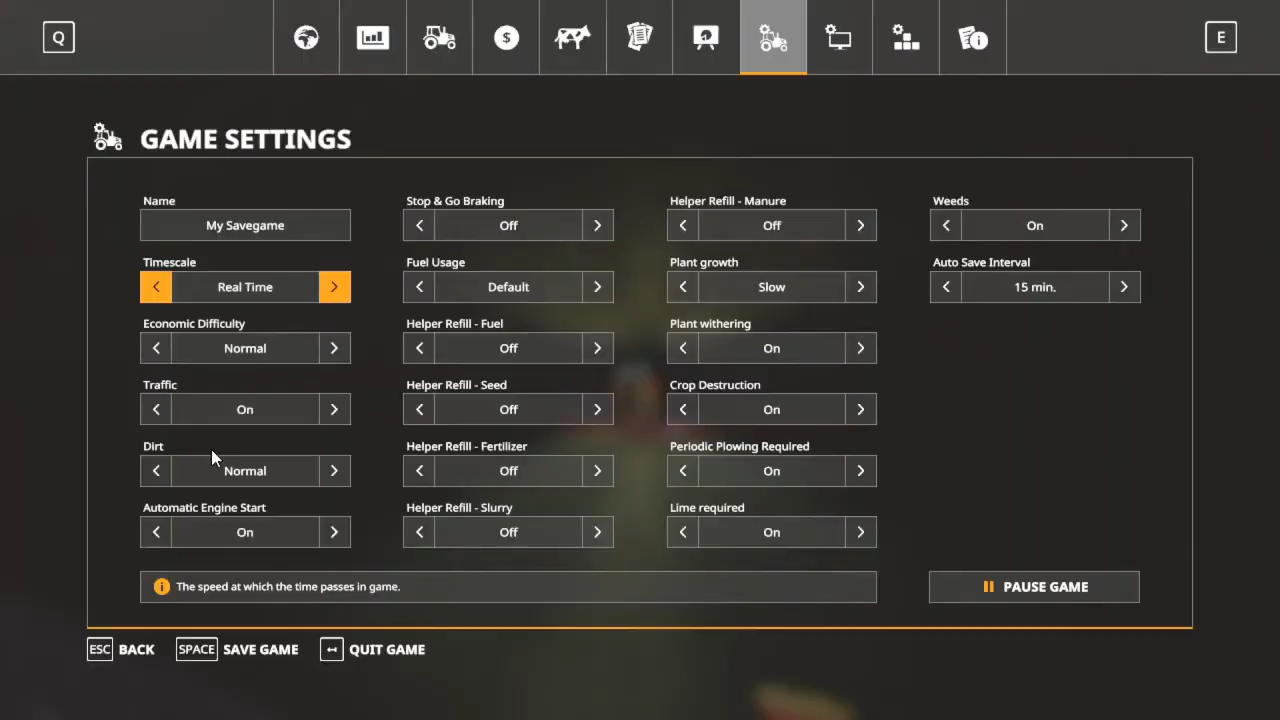 Q
E
GAME SETTINGS
Name
My Savegame
Timescale
Real Time
Economic Difficulty
Normal
Traffic
On
Dirt
Normal
Automatic Engine Start
On
Stop & Go Braking
Off
Fuel Usage
Default
Helper Refill - Fuel
Off
Helper Refill - Seed
Off
Helper Refill - Fertilizer
Off
Helper Refill - Slurry
Off
Helper Refill - Manure
Off
Plant growth
Slow
Plant withering
On
Crop Destruction
On
Periodic Plowing Required
On
Lime required
On
Weeds
On
Auto Save Interval
15 min.
The speed at which the time passes in game.
PAUSE GAME
ESC BACK
SPACE SAVE GAME
QUIT GAME